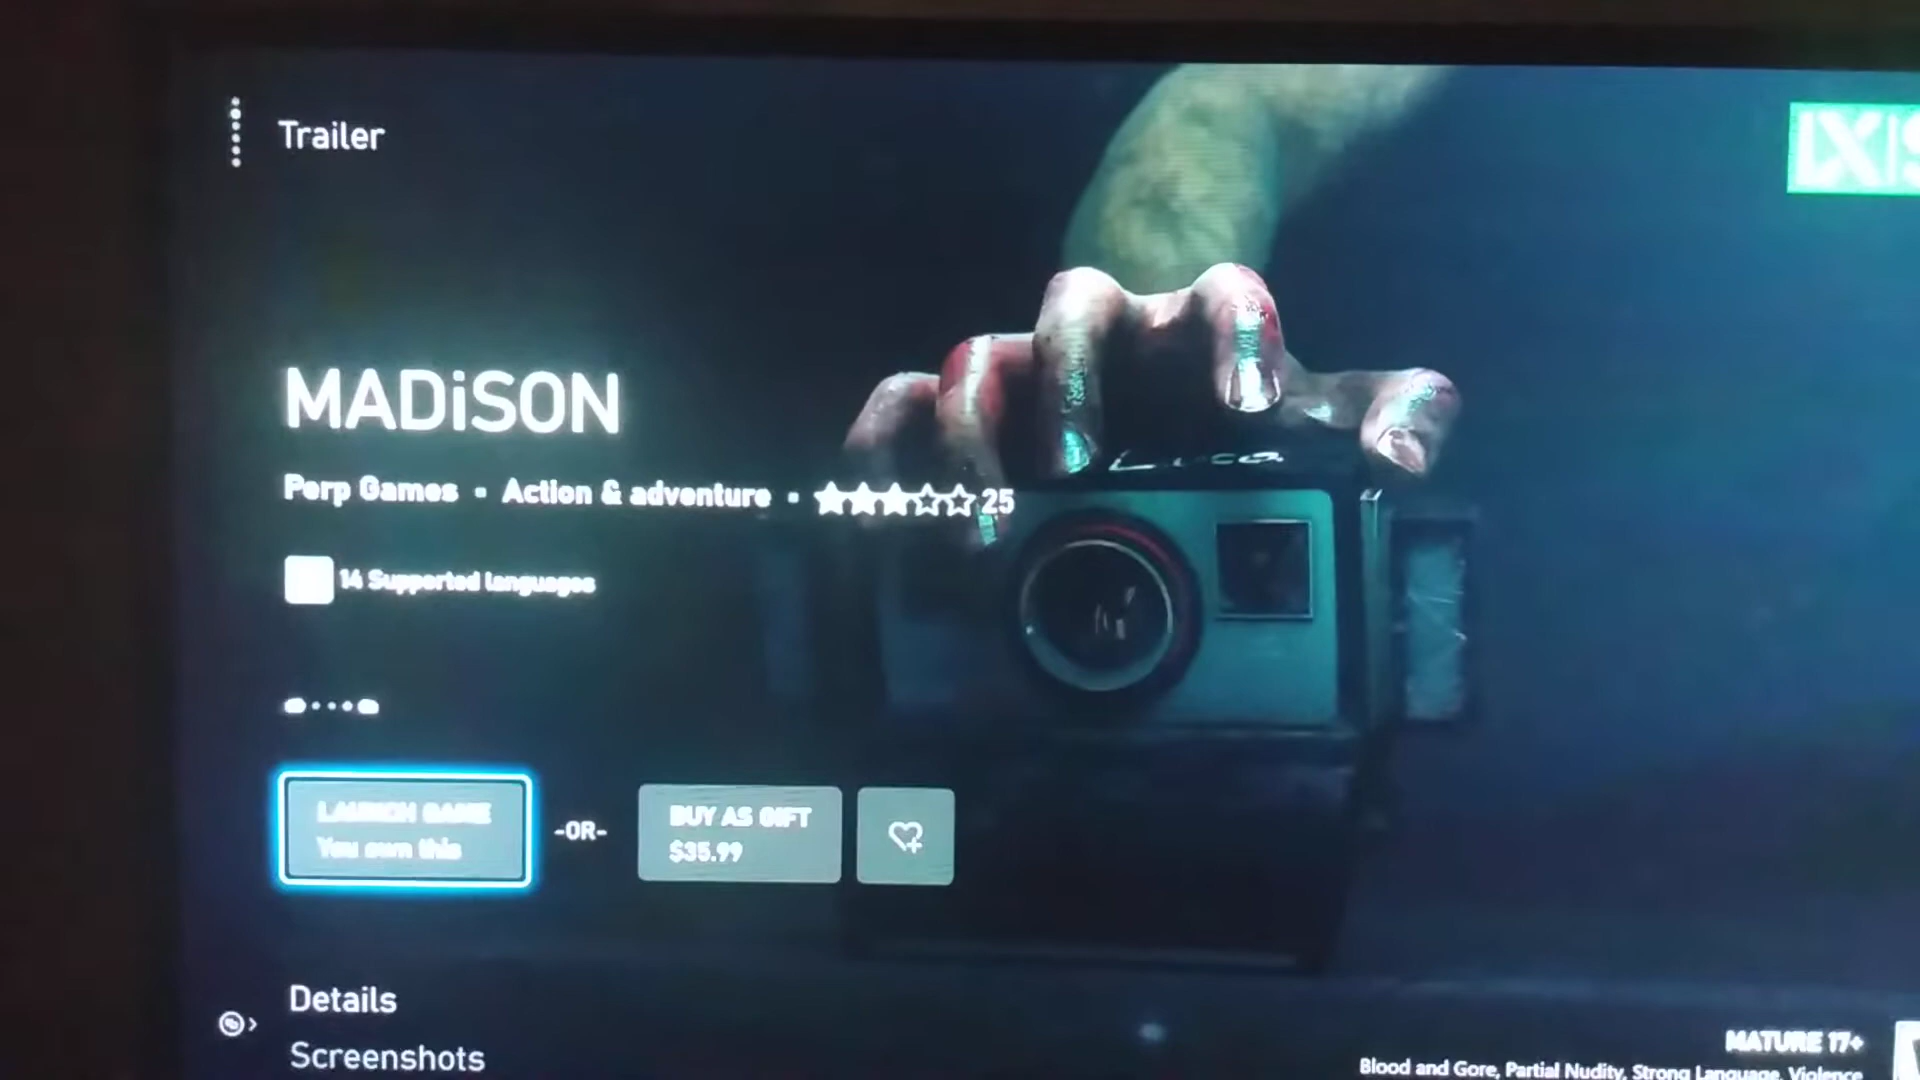 Trailer
X|S
MADiSON
Perp Games ▪ Action & adventure ▪ 25
14 Supported languages
LAUNCH GAME
You own this
-OR-
BUY AS GIFT
$35.99
Luca
Details
Screenshots
MATURE 17+
Blood and Gore, Partial Nudity, Strong Language, Violence